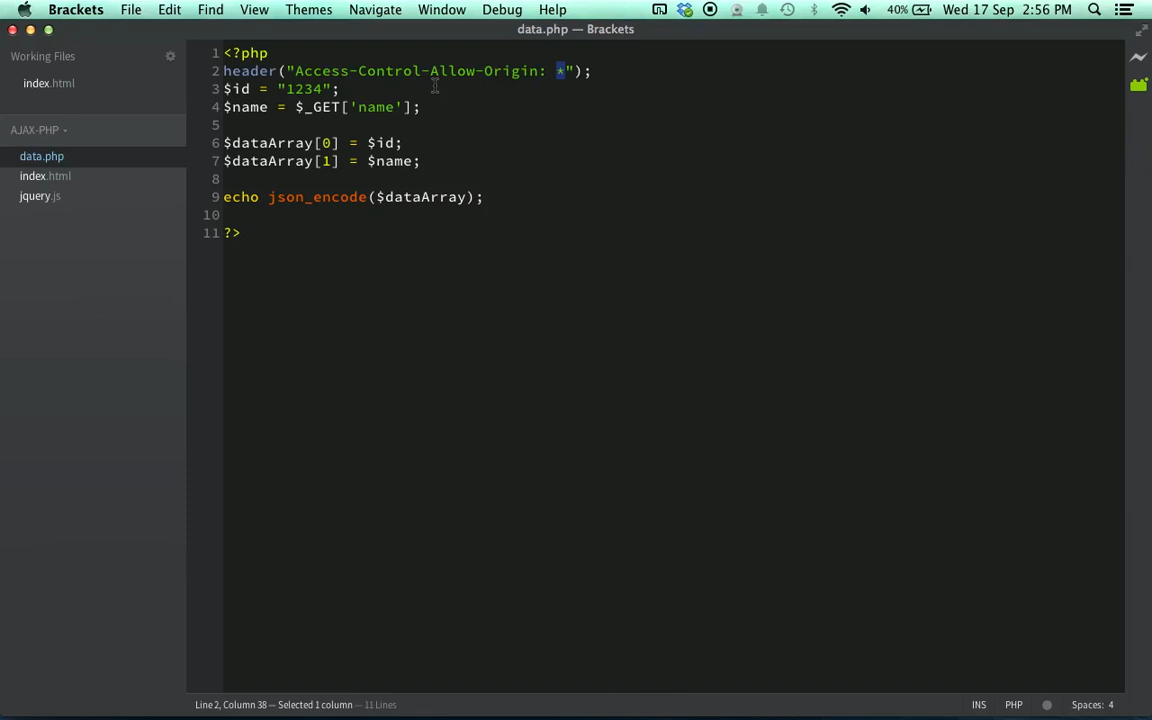 Brackets File Edit Find View Themes Navigate Window Debug Help 40% Wed 17 Sep 2:56 PM
data.php — Brackets
Working Files
index.html
AJAX-PHP
data.php
index.html
jquery.js
1 <?php
2 header("Access-Control-Allow-Origin: *");
3 $id = "1234";
4 $name = $_GET['name'];
5
6 $dataArray[0] = $id;
7 $dataArray[1] = $name;
8
9 echo json_encode($dataArray);
10
11 ?>
Line 2, Column 38 — Selected 1 column — 11 Lines INS PHP Spaces: 4